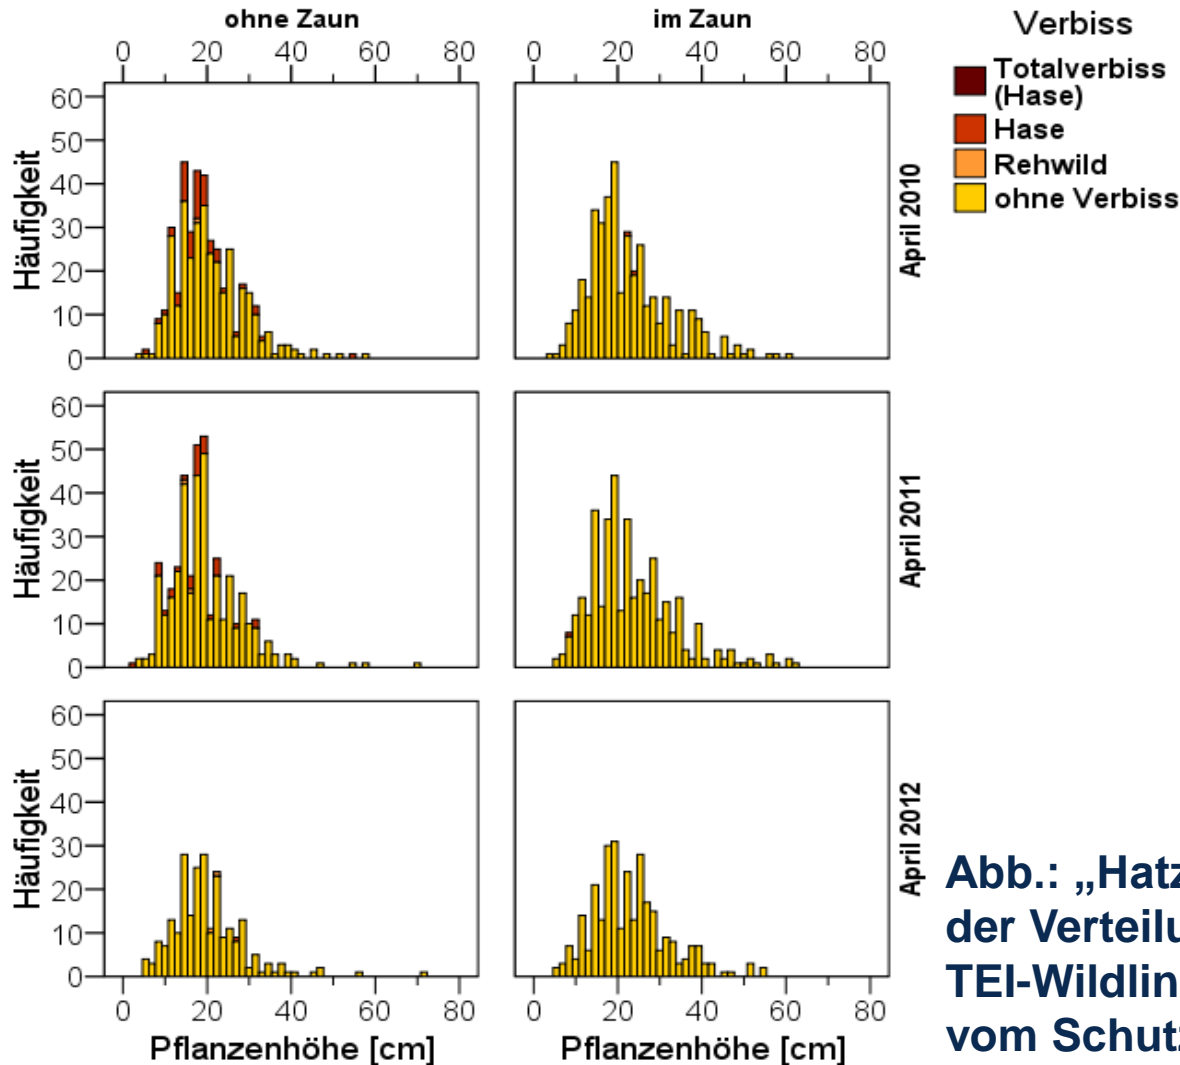 ohne Zaun
im Zaun
0 20 40 60 80
0 20 40 60 80
Verbiss
Totalverbiss
(Hase)
Hase
Rehwild
ohne Verbiss
60
50
40
30
20
10
0
Häufigkeit
April 2010
60
50
40
30
20
10
0
Häufigkeit
April 2011
60
50
40
30
20
10
0
Häufigkeit
April 2012
0 20 40 60 80
0 20 40 60 80
Pflanzenhöhe [cm]
Pflanzenhöhe [cm]
Abb.: „Hatz
der Verteilu
TEI-Wildlin
vom Schutz